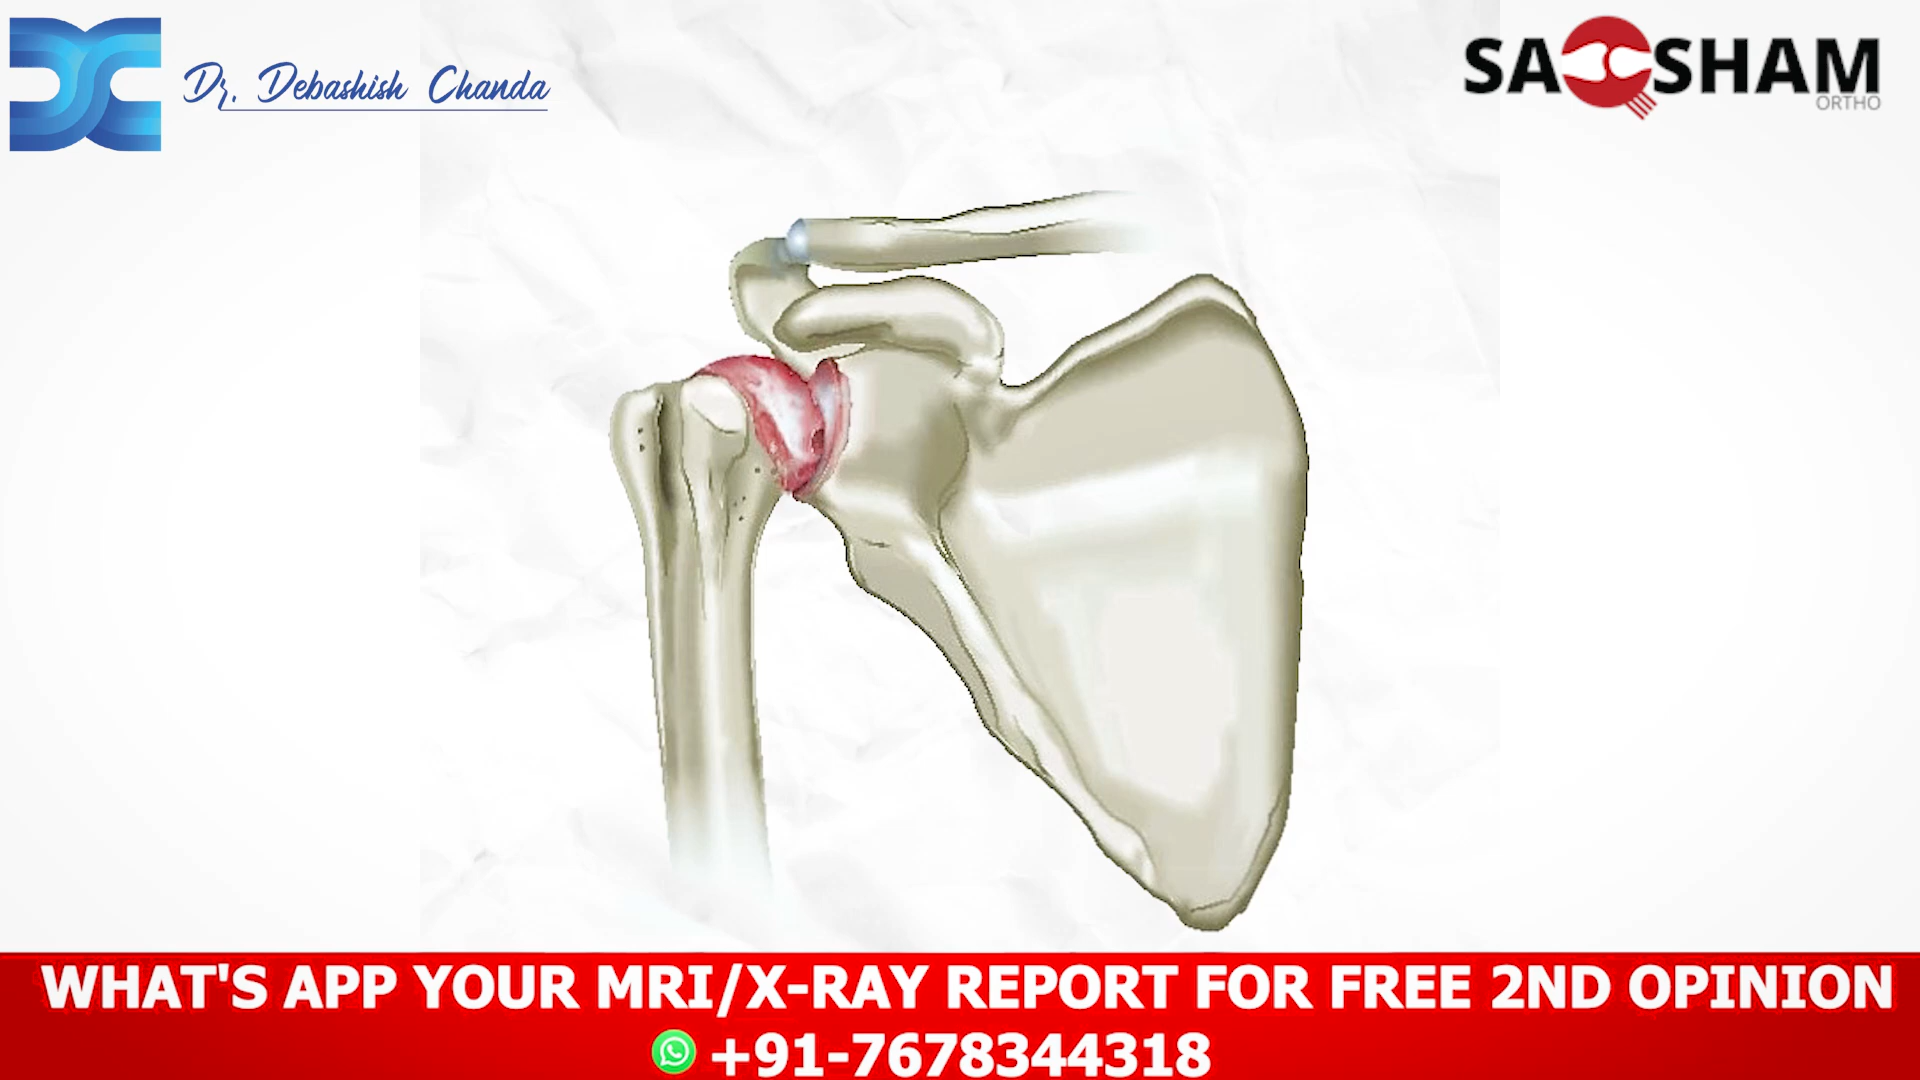 Dr. Debashish Chanda
SAKSHAM
ORTHO
WHAT'S APP YOUR MRI/X-RAY REPORT FOR FREE 2ND OPINION
+91-7678344318